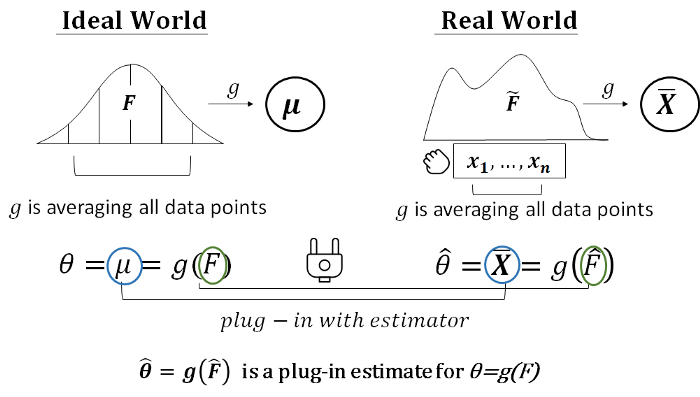 Ideal World
Real World
F
g
μ
F̃
g
X̄
x₁, …, xₙ
g is averaging all data points
g is averaging all data points
θ = μ = g(F)
θ̂ = X̄ = g(F̂)
plug − in with estimator
θ̂ = g(F̂) is a plug-in estimate for θ=g(F)